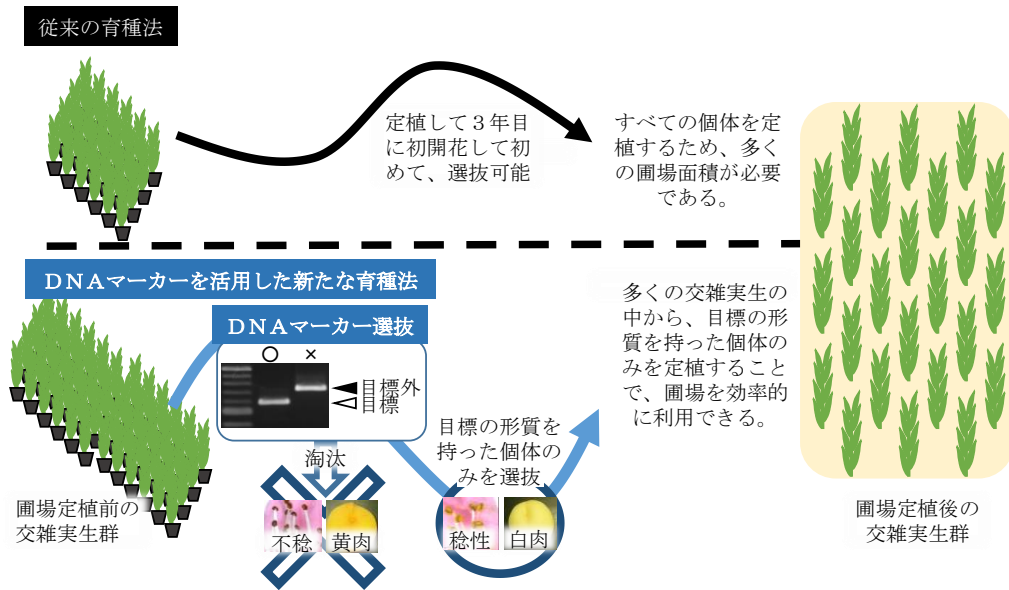 従来の育種法
定植して３年目
に初開花して初
めて、選抜可能
すべての個体を定
植するため、多く
の圃場面積が必要
である。
ＤＮＡマーカーを活用した新たな育種法
ＤＮＡマーカー選抜
○ ×
目標外
目標
淘汰
不稔 黄肉
目標の形質を
持った個体の
みを選抜
稔性 白肉
多くの交雑実生の
中から、目標の形
質を持った個体の
みを定植すること
で、圃場を効率的
に利用できる。
圃場定植前の
交雑実生群
圃場定植後の
交雑実生群